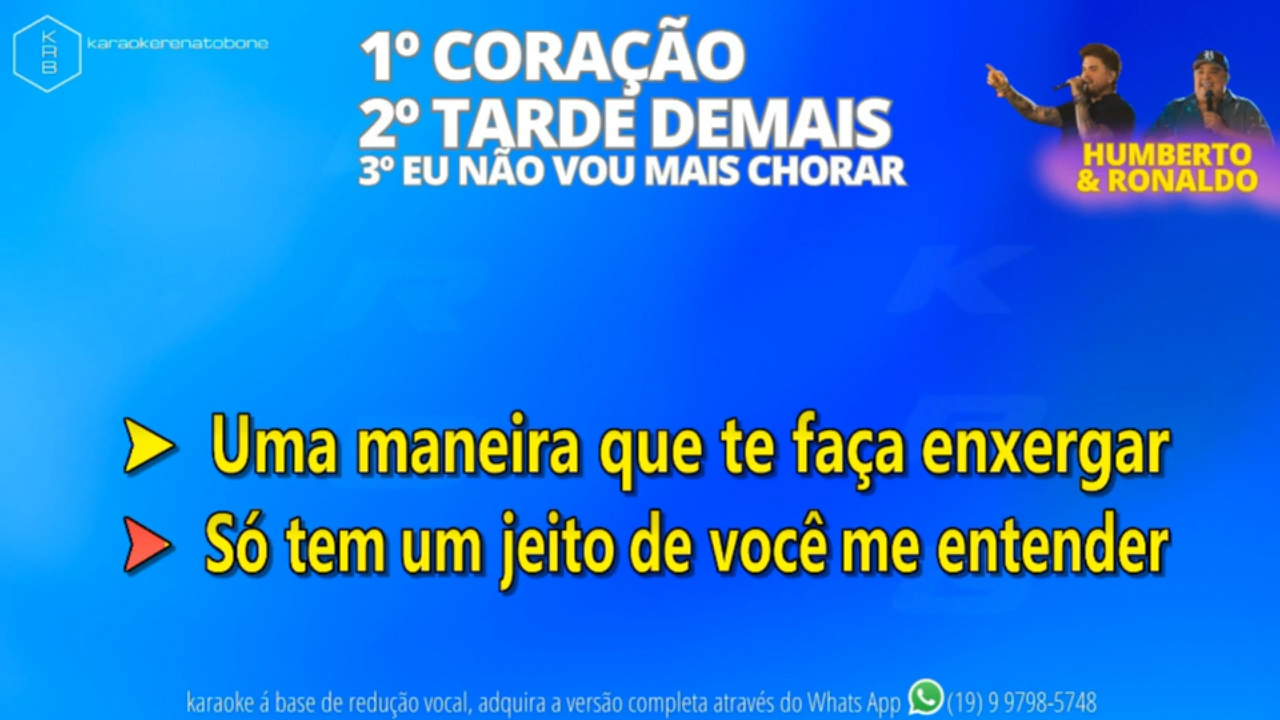 KRB
karaokerenatobone
1º CORAÇÃO
2º TARDE DEMAIS
3º EU NÃO VOU MAIS CHORAR
HUMBERTO
& RONALDO
R
K
B
Uma maneira que te faça enxergar
Só tem um jeito de você me entender
karaoke á base de redução vocal, adquira a versão completa através do Whats App (19) 9 9798-5748